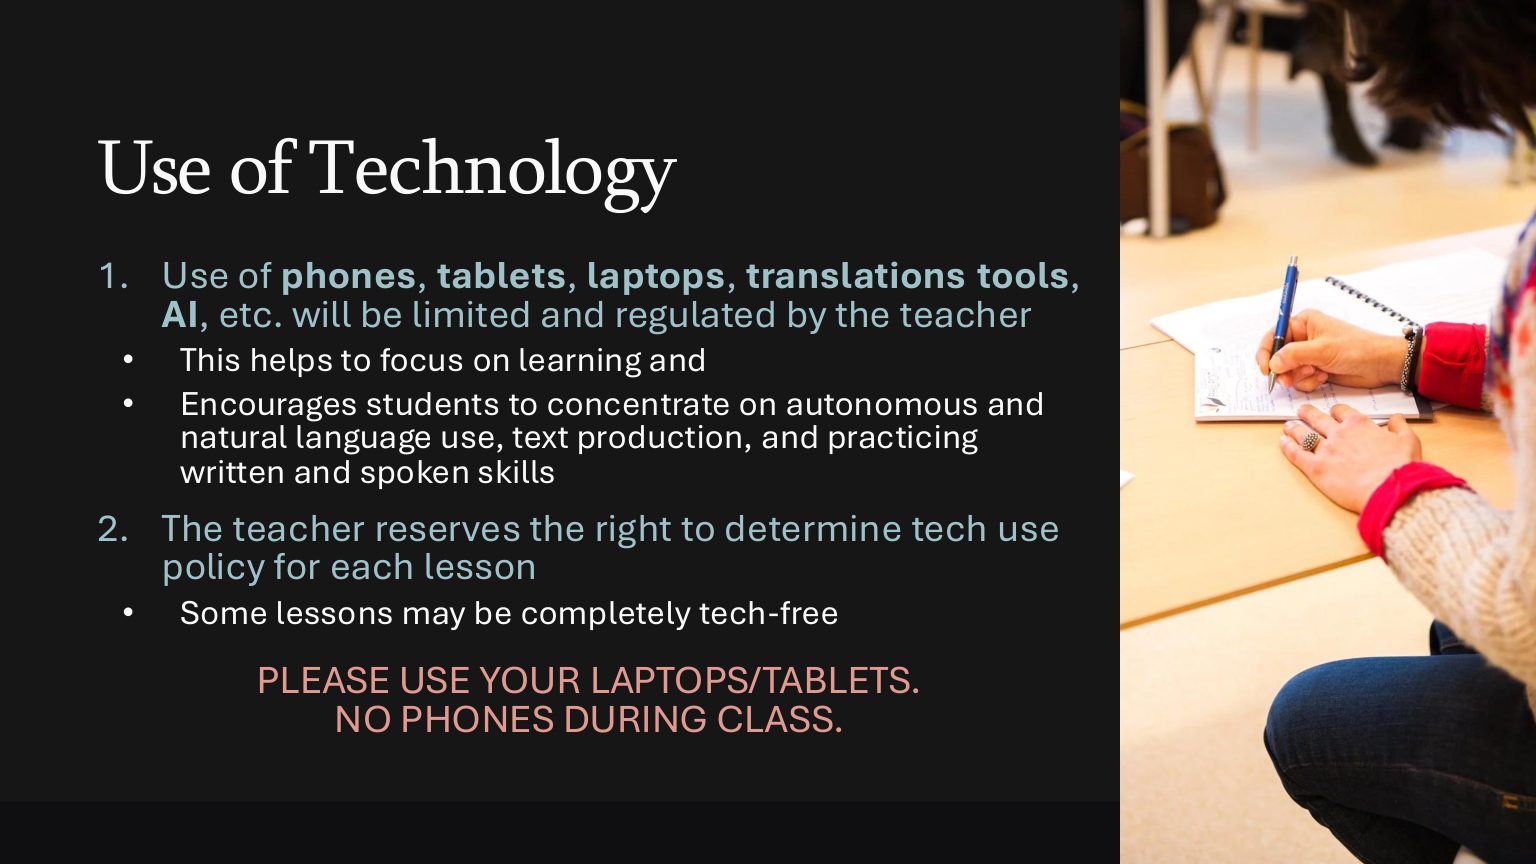 Use of Technology
1. Use of phones, tablets, laptops, translations tools,
AI, etc. will be limited and regulated by the teacher
• This helps to focus on learning and
• Encourages students to concentrate on autonomous and
natural language use, text production, and practicing
written and spoken skills
2. The teacher reserves the right to determine tech use
policy for each lesson
• Some lessons may be completely tech-free
PLEASE USE YOUR LAPTOPS/TABLETS.
NO PHONES DURING CLASS.